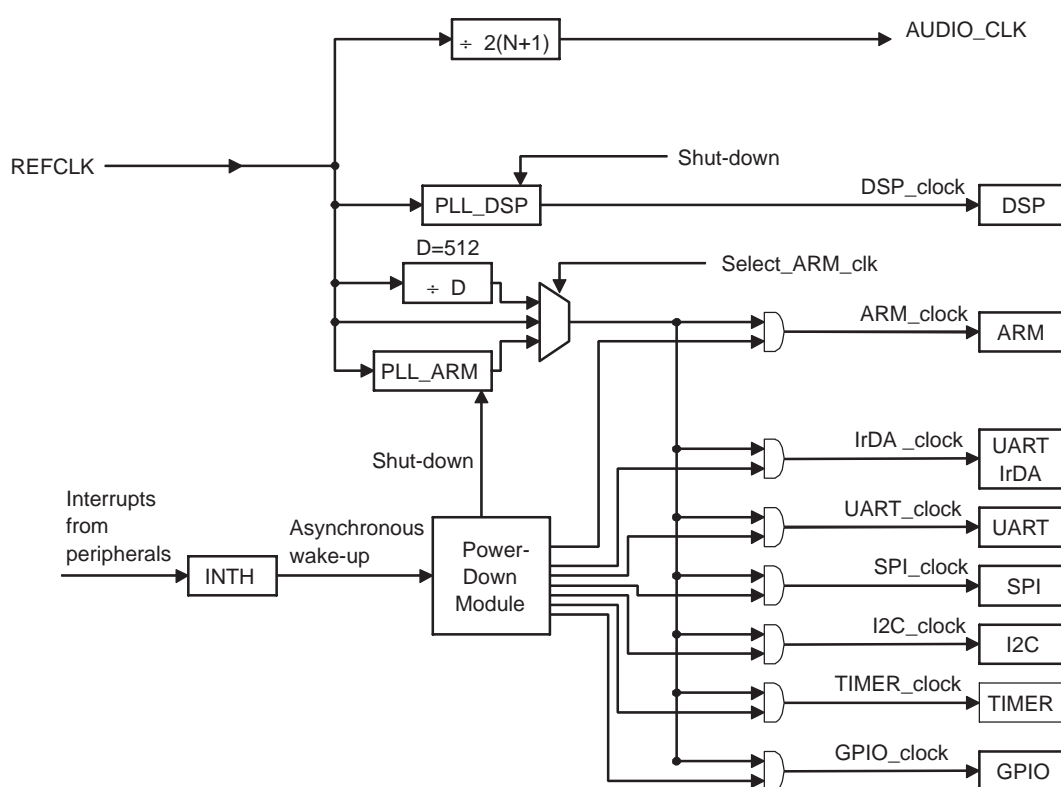 ÷ 2(N+1)
AUDIO_CLK
REFCLK
Shut-down
PLL_DSP
DSP_clock
DSP
D=512
÷ D
Select_ARM_clk
PLL_ARM
ARM_clock
ARM
Shut-down
IrDA _clock
UART
IrDA
Interrupts
from
peripherals
INTH
Asynchronous
wake-up
Power-
Down
Module
UART_clock
UART
SPI_clock
SPI
I2C_clock
I2C
TIMER_clock
TIMER
GPIO_clock
GPIO